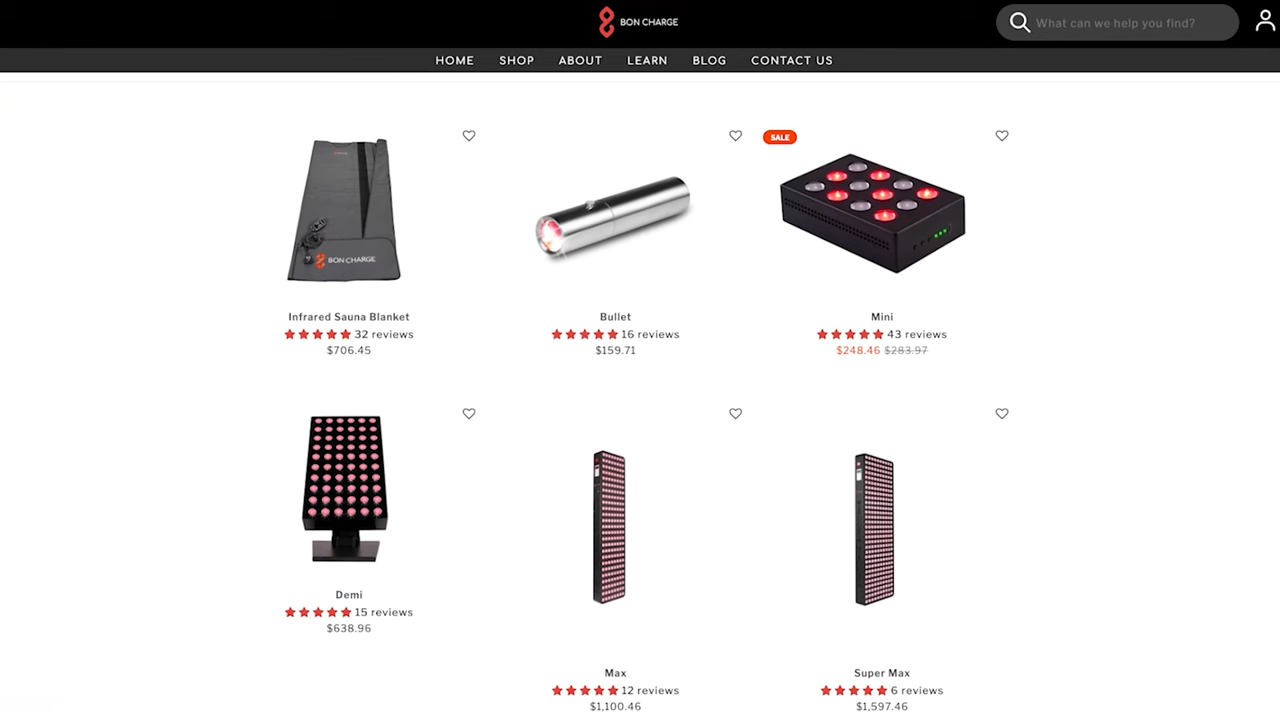 BON CHARGE
What can we help you find?
HOME SHOP ABOUT LEARN BLOG CONTACT US
SALE
BON CHARGE
Infrared Sauna Blanket
32 reviews
$706.45
Bullet
16 reviews
$159.71
Mini
43 reviews
$248.46 $283.97
Demi
15 reviews
$638.96
Max
12 reviews
$1,100.46
Super Max
6 reviews
$1,597.46